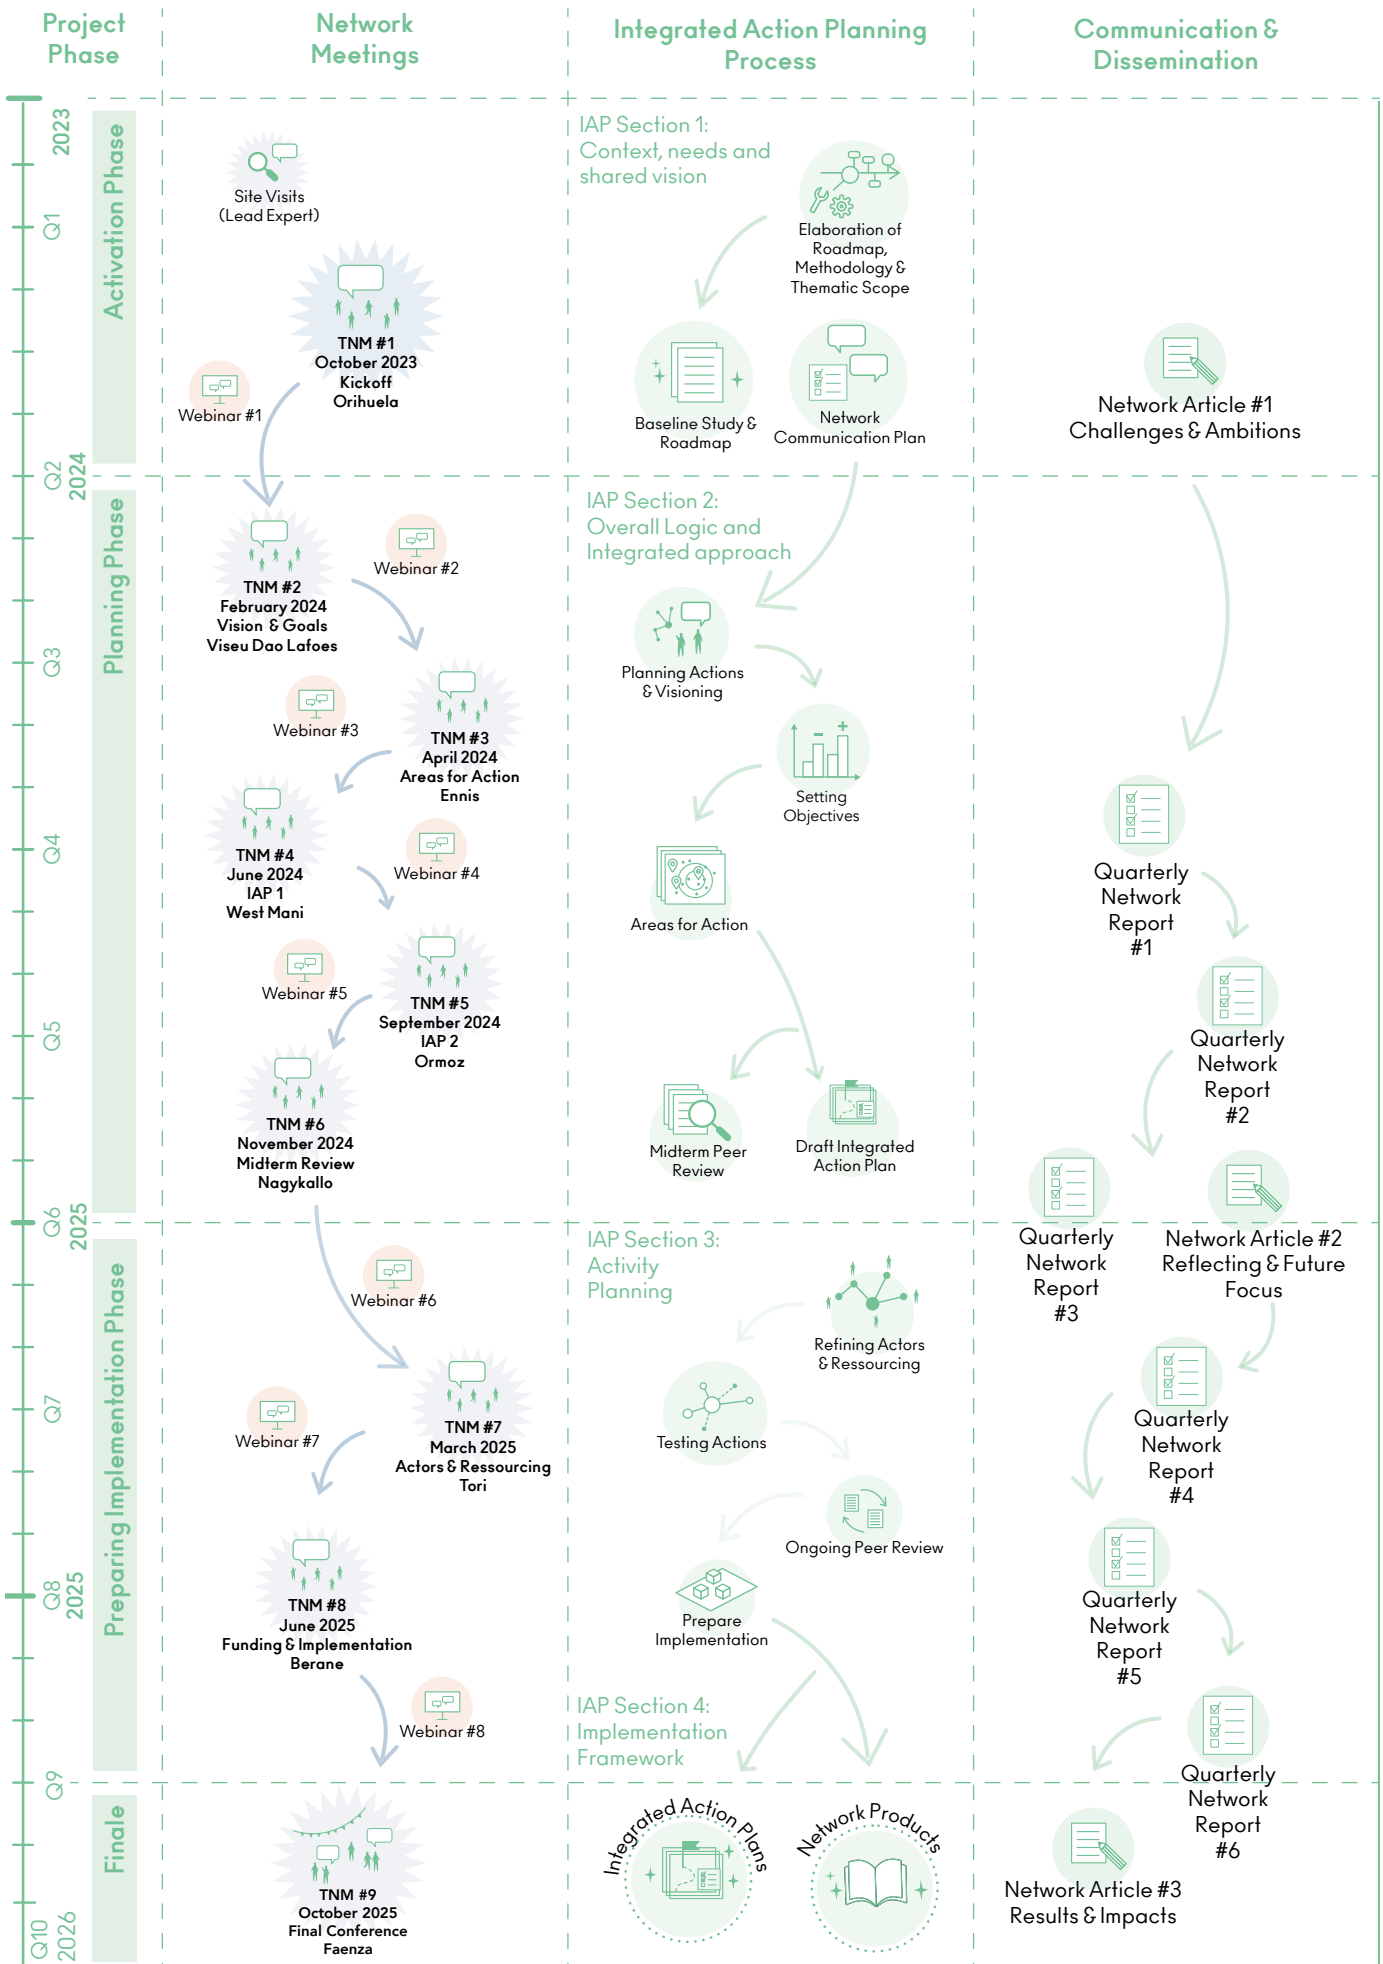 Project
Phase
Network
Meetings
Integrated Action Planning
Process
Communication &
Dissemination
2023
Q1
Q2
2024
Q3
Q4
Q5
Q6
2025
Q7
Q8
2025
Q9
Q10
2026
Activation Phase
Planning Phase
Preparing Implementation Phase
Finale
Site Visits
(Lead Expert)
TNM #1
October 2023
Kickoff
Orihuela
Webinar #1
TNM #2
February 2024
Vision & Goals
Viseu Dao Lafoes
Webinar #2
Webinar #3
TNM #3
April 2024
Areas for Action
Ennis
TNM #4
June 2024
IAP 1
West Mani
Webinar #4
Webinar #5
TNM #5
September 2024
IAP 2
Ormoz
TNM #6
November 2024
Midterm Review
Nagykallo
Webinar #6
TNM #7
March 2025
Actors & Ressourcing
Tori
Webinar #7
TNM #8
June 2025
Funding & Implementation
Berane
Webinar #8
TNM #9
October 2025
Final Conference
Faenza
IAP Section 1:
Context, needs and
shared vision
Elaboration of
Roadmap,
Methodology &
Thematic Scope
Baseline Study &
Roadmap
Network
Communication Plan
IAP Section 2:
Overall Logic and
Integrated approach
Planning Actions
& Visioning
Setting
Objectives
Areas for Action
Midterm Peer
Review
Draft Integrated
Action Plan
IAP Section 3:
Activity
Planning
Refining Actors
& Ressourcing
Testing Actions
Ongoing Peer Review
Prepare
Implementation
IAP Section 4:
Implementation
Framework
Integrated Action Plans
Network Products
Network Article #1
Challenges & Ambitions
Quarterly
Network
Report
#1
Quarterly
Network
Report
#2
Quarterly
Network
Report
#3
Network Article #2
Reflecting & Future
Focus
Quarterly
Network
Report
#4
Quarterly
Network
Report
#5
Quarterly
Network
Report
#6
Network Article #3
Results & Impacts